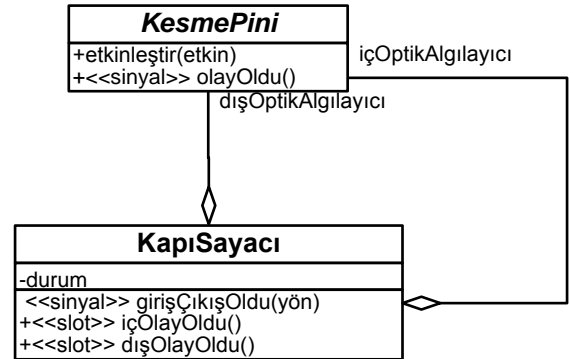 KesmePini
+etkinleştir(etkin)
+<<sinyal>> olayOldu()
içOptikAlgılayıcı
dışOptikAlgılayıcı
KapıSayacı
-durum
<<sinyal>> girişÇıkışOldu(yön)
+<<slot>> içOlayOldu()
+<<slot>> dışOlayOldu()